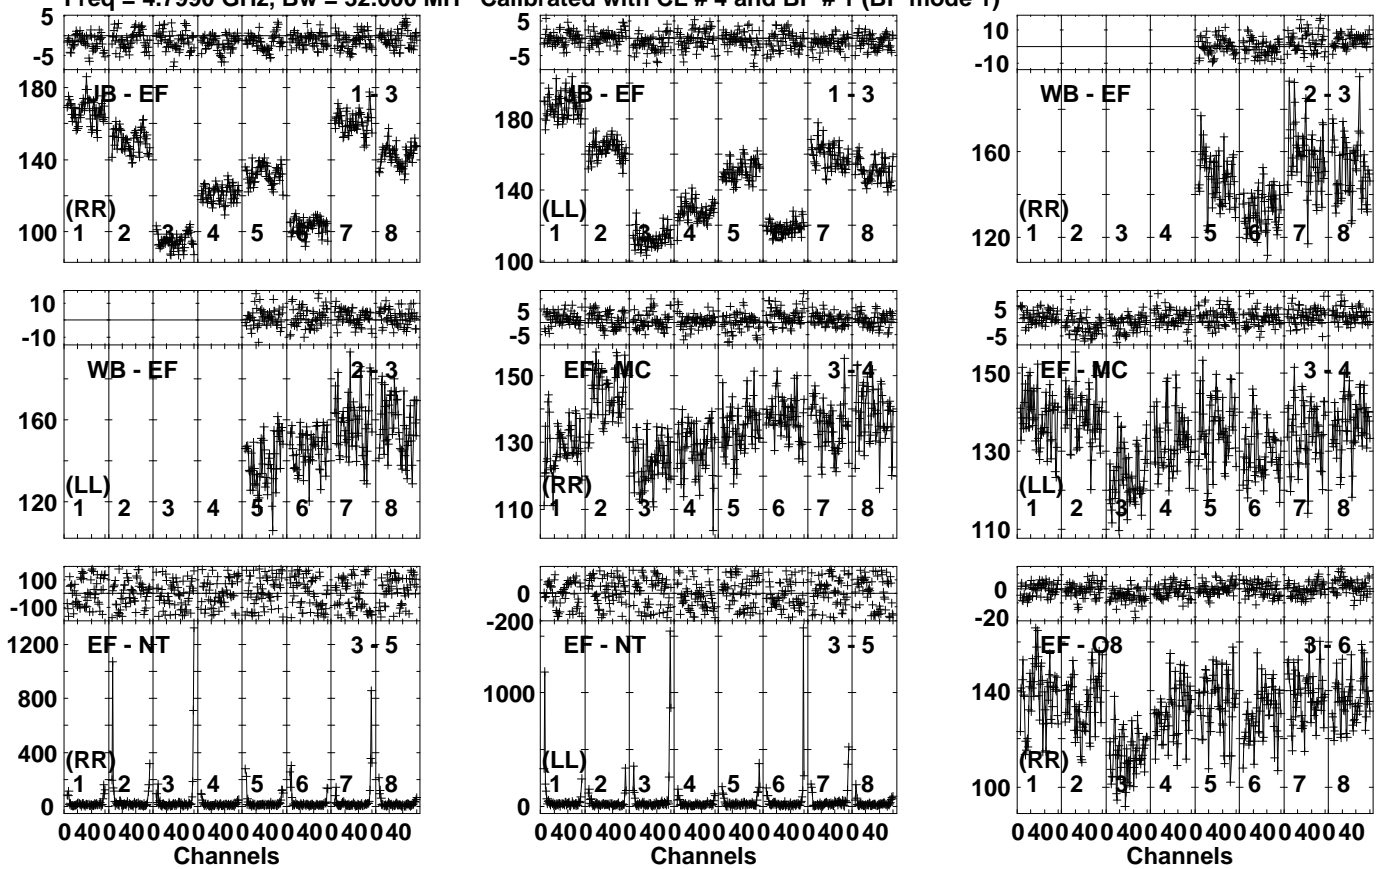 Freq = 4.7990 GHz, Bw = 32.000 MH Calibrated with CL # 4 and BP # 1 (BP mode 1)
5
-5
180
140
100
JB - EF 1 - 3
(RR)
1 2 3 4 5 6 7 8
5
-5
180
140
100
JB - EF 1 - 3
(LL)
1 2 3 4 5 6 7 8
10
-10
160
120
WB - EF 2 - 3
(RR)
1 2 3 4 5 6 7 8
10
-10
160
120
WB - EF 2 - 3
(LL)
1 2 3 4 5 6 7 8
5
-5
150
130
110
EF - MC 3 - 4
(RR)
1 2 3 4 5 6 7 8
5
-5
150
130
110
EF - MC 3 - 4
(LL)
1 2 3 4 5 6 7 8
100
-100
1200
800
400
0
EF - NT 3 - 5
(RR)
1 2 3 4 5 6 7 8
0 40 0 40 0 40 0 40 0 40 0 40 0 40 0 40
Channels
0
-200
1000
0
EF - NT 3 - 5
(LL)
1 2 3 4 5 6 7 8
0 40 0 40 0 40 0 40 0 40 0 40 0 40 0 40
Channels
0
-20
140
100
EF - O8 3 - 6
(RR)
1 2 3 4 5 6 7 8
0 40 0 40 0 40 0 40 0 40 0 40 0 40 0 40
Channels